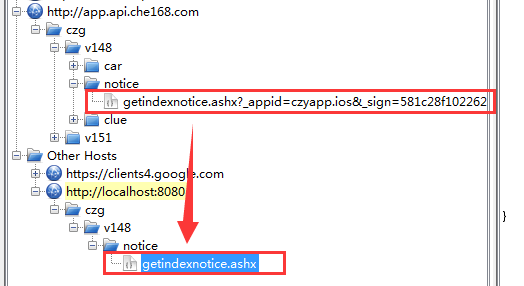 http://app.api.che168.com
czg
v148
car
notice
getindexnotice.ashx?_appid=czyapp.ios&_sign=581c28f102262
clue
v151
Other Hosts
https://clients4.google.com
http://localhost:8080
czg
v148
notice
getindexnotice.ashx
}